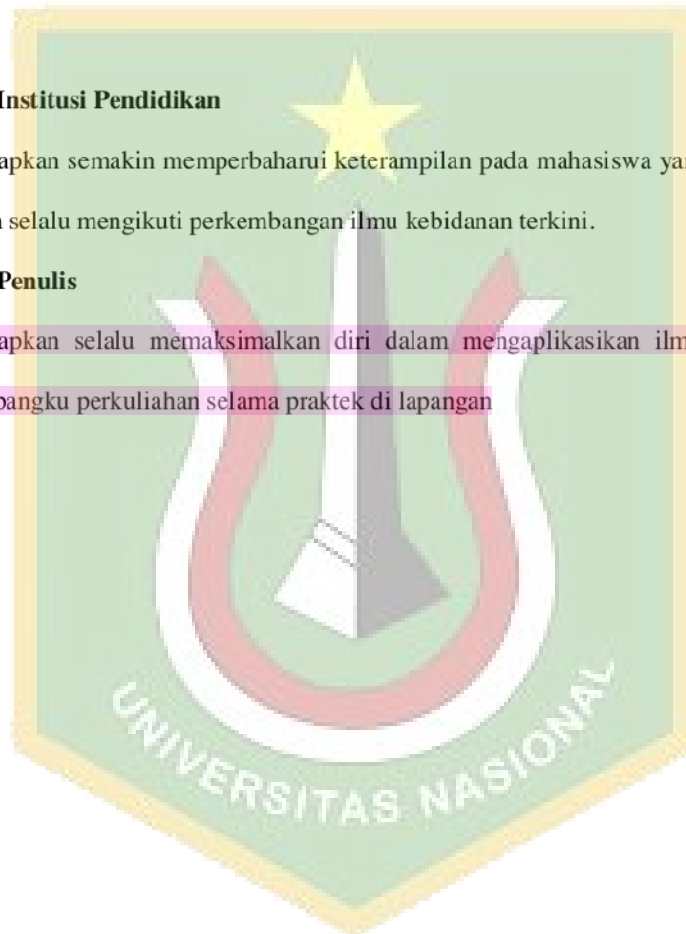 Institusi Pendidikan
apkan semakin memperbaharui keterampilan pada mahasiswa ya
selalu mengikuti perkembangan ilmu kebidanan terkini.
Penulis
apkan selalu memaksimalkan diri dalam mengaplikasikan ilm
bangku perkuliahan selama praktek di lapangan
UNIVERSITAS NASIONAL